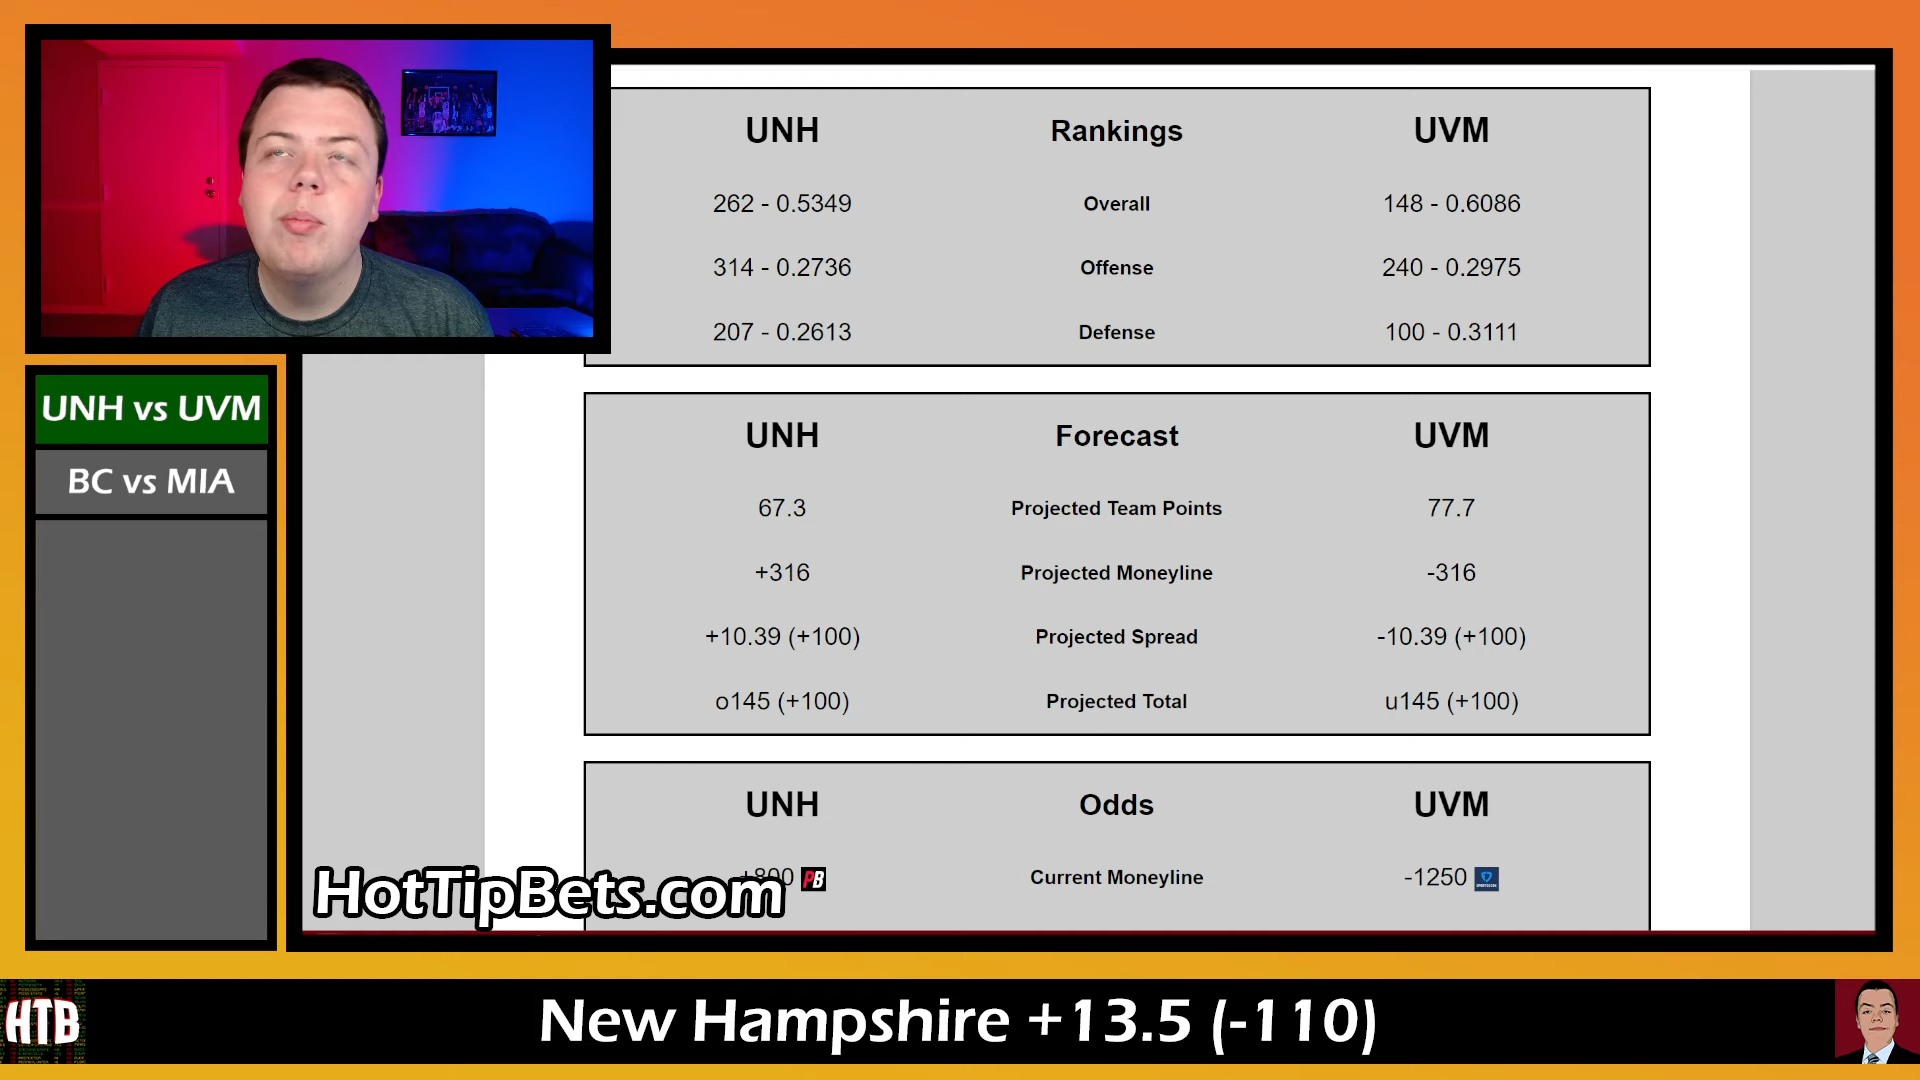 UNH Rankings UVM
262 - 0.5349 Overall 148 - 0.6086
314 - 0.2736 Offense 240 - 0.2975
207 - 0.2613 Defense 100 - 0.3111
UNH vs UVM
BC vs MIA
UNH Forecast UVM
67.3 Projected Team Points 77.7
+316 Projected Moneyline -316
+10.39 (+100) Projected Spread -10.39 (+100)
o145 (+100) Projected Total u145 (+100)
UNH Odds UVM
+800 PB Current Moneyline -1250
HotTipBets.com
HTB
New Hampshire +13.5 (-110)